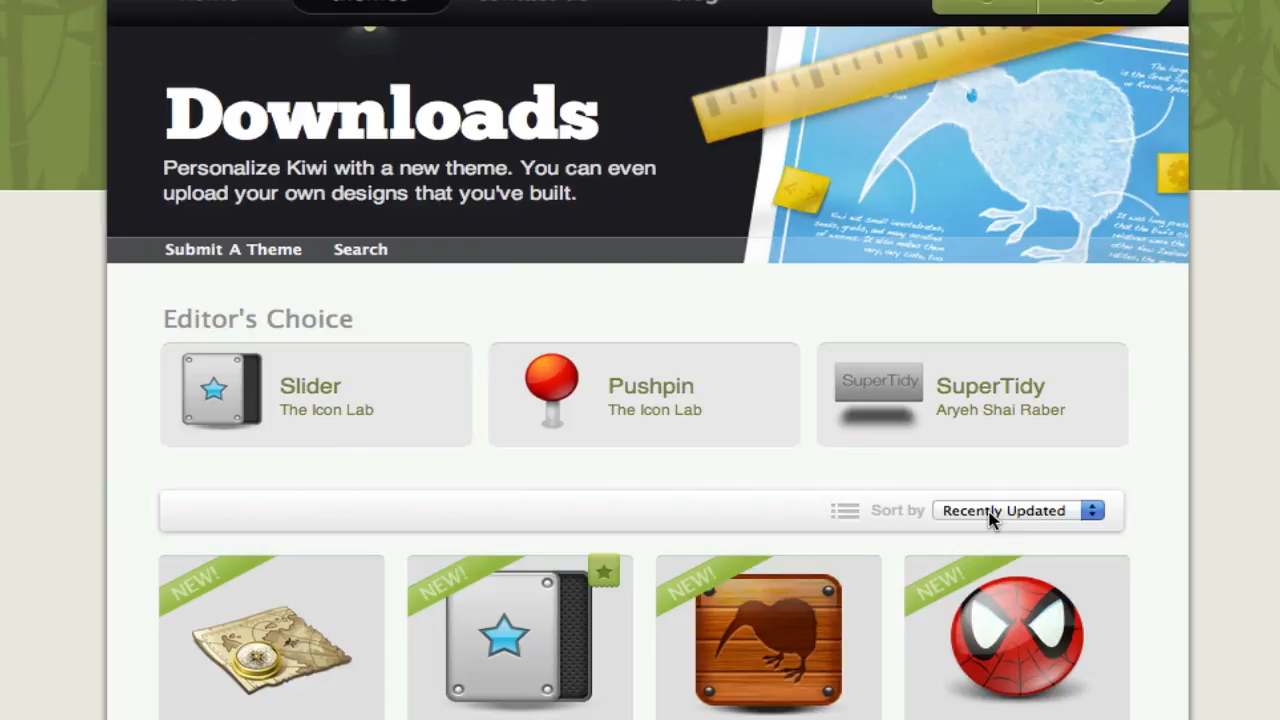 Downloads
Personalize Kiwi with a new theme. You can even
upload your own designs that you've built.
Submit A Theme
Search
Editor's Choice
Slider
The Icon Lab
Pushpin
The Icon Lab
SuperTidy
SuperTidy
Aryeh Shai Raber
Sort by
Recently Updated
NEW!
NEW!
NEW!
NEW!